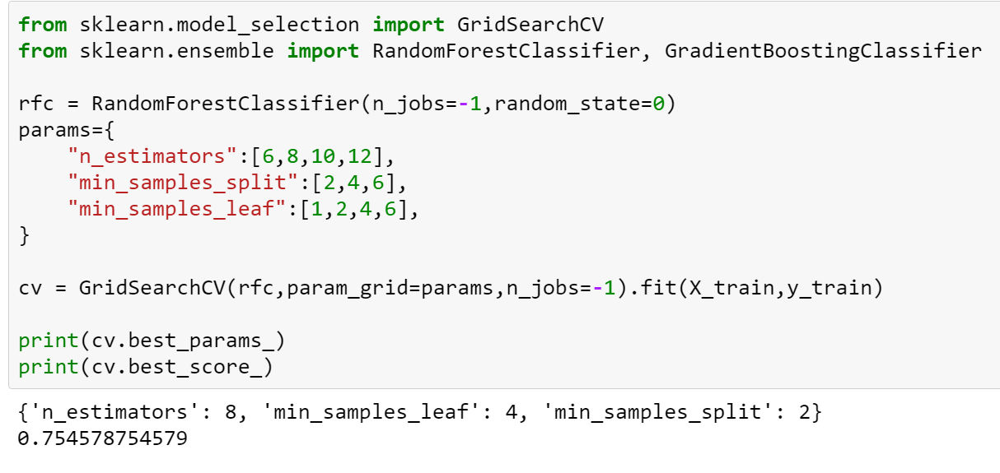 from sklearn.model_selection import GridSearchCV
from sklearn.ensemble import RandomForestClassifier, GradientBoostingClassifier

rfc = RandomForestClassifier(n_jobs=-1,random_state=0)
params={
    "n_estimators":[6,8,10,12],
    "min_samples_split":[2,4,6],
    "min_samples_leaf":[1,2,4,6],
}

cv = GridSearchCV(rfc,param_grid=params,n_jobs=-1).fit(X_train,y_train)

print(cv.best_params_)
print(cv.best_score_)
{'n_estimators': 8, 'min_samples_leaf': 4, 'min_samples_split': 2}
0.754578754579